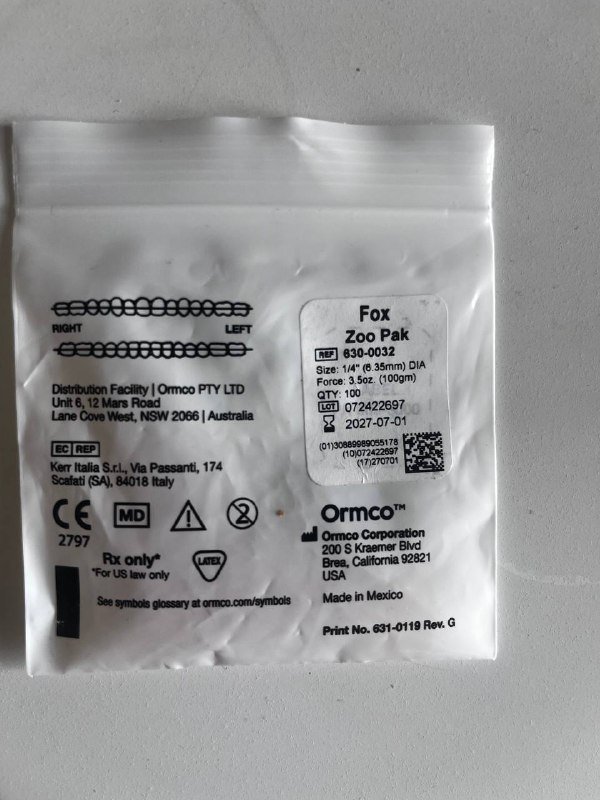 RIGHT
LEFT
Distribution Facility | Ormco PTY LTD
Unit 6, 12 Mars Road
Lane Cove West, NSW 2066 | Australia
EC REP
Kerr Italia S.r.l., Via Passanti, 174
Scafati (SA), 84018 Italy
CE
2797
MD
2
Rx only*
*For US law only
LATEX
See symbols glossary at ormco.com/symbols
Fox
Zoo Pak
REF 630-0032
Size: 1/4" (6.35mm) DIA
Force: 3.5oz. (100gm)
QTY: 100
LOT 072422697
2027-07-01
(01)30889989055178
(10)072422697
(17)270701
Ormco™
Ormco Corporation
200 S Kraemer Blvd
Brea, California 92821
USA
Made in Mexico
Print No. 631-0119 Rev. G